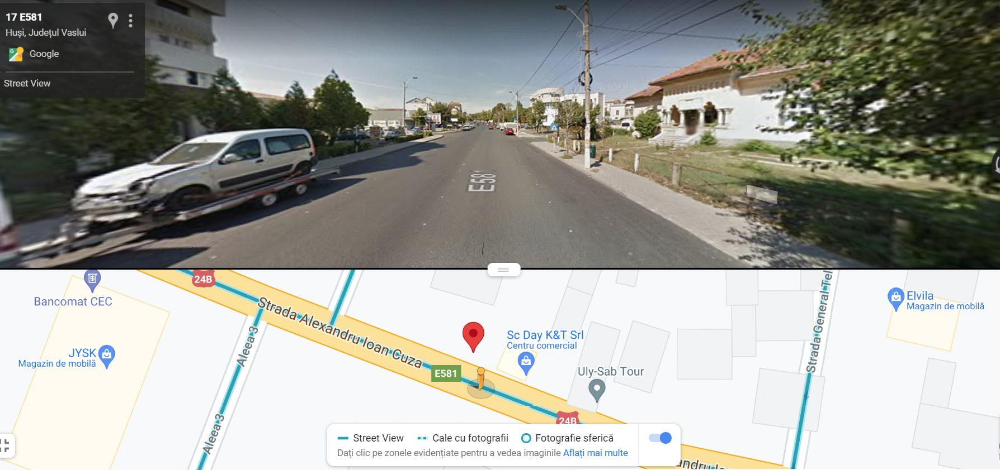 17 E581
Huși, Județul Vaslui
Google
Street View
E581
24B
Bancomat CEC
Strada Alexandru Ioan Cuza
Aleea 3
JYSK
Magazin de mobilă
Sc Day K&T Srl
Centru comercial
E581
Uly-Sab Tour
24B
Strada General Tel
Elvila
Magazin de mobilă
Aleea 3
Street View
Cale cu fotografii
Fotografie sferică
Dați clic pe zonele evidențiate pentru a vedea imaginile Aflați mai multe